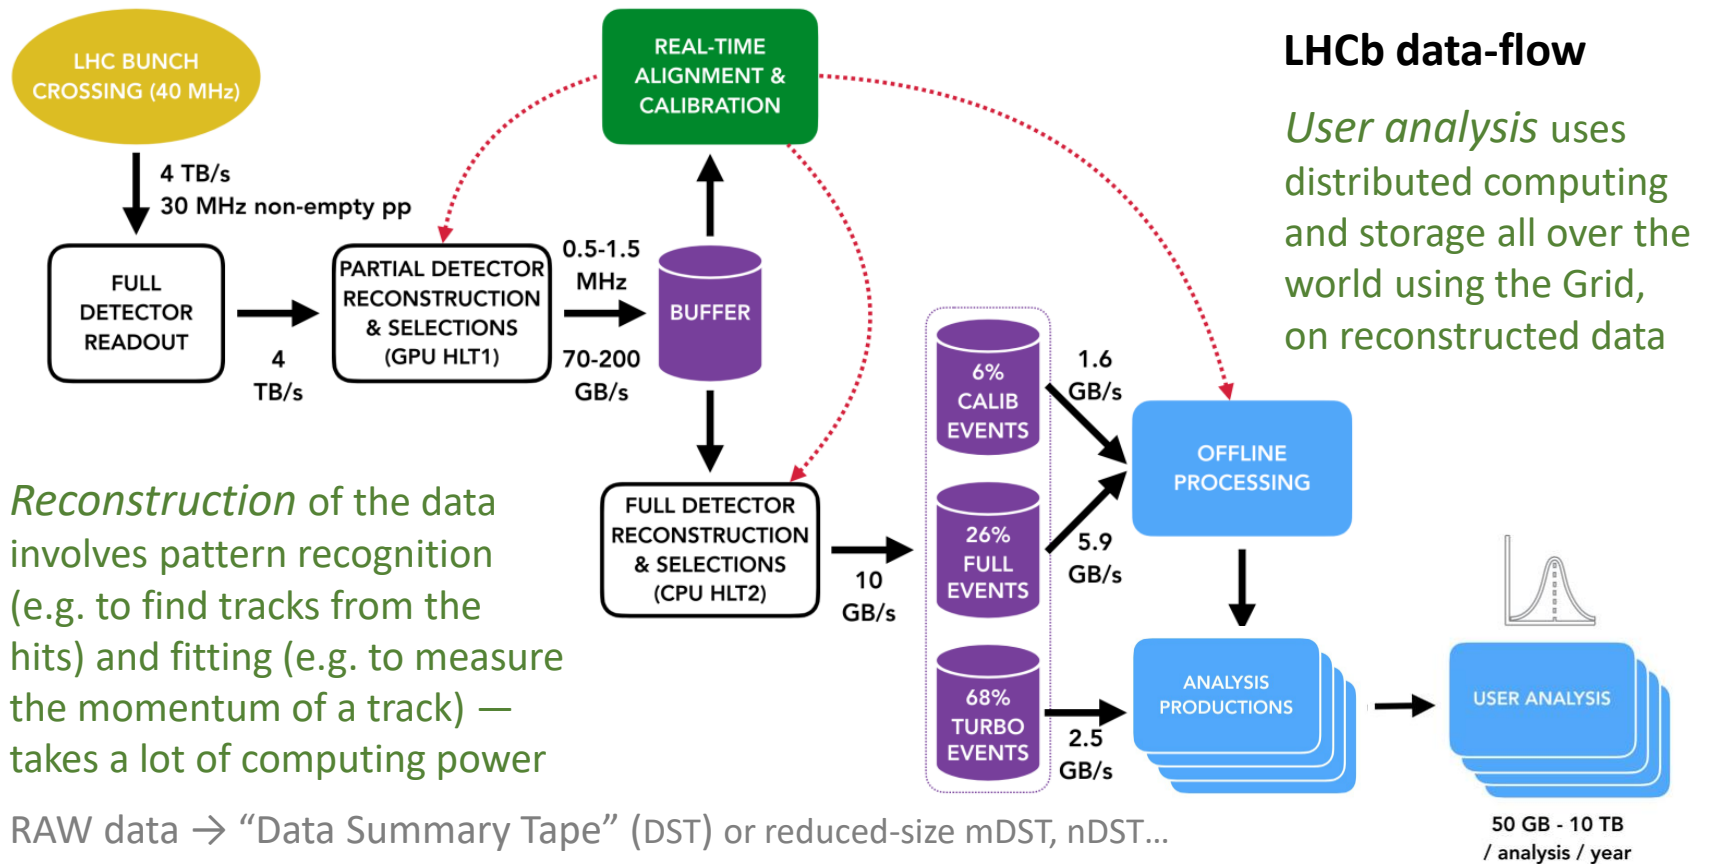 LHCb data-flow
User analysis uses
distributed computing
and storage all over the
world using the Grid,
on reconstructed data
LHC BUNCH
CROSSING (40 MHz)
4 TB/s
30 MHz non-empty pp
FULL
DETECTOR
READOUT
4
TB/s
PARTIAL DETECTOR
RECONSTRUCTION
& SELECTIONS
(GPU HLT1)
0.5-1.5
MHz
70-200
GB/s
REAL-TIME
ALIGNMENT &
CALIBRATION
BUFFER
FULL DETECTOR
RECONSTRUCTION
& SELECTIONS
(CPU HLT2)
10
GB/s
6%
CALIB
EVENTS
1.6
GB/s
26%
FULL
EVENTS
5.9
GB/s
68%
TURBO
EVENTS
2.5
GB/s
OFFLINE
PROCESSING
ANALYSIS
PRODUCTIONS
USER ANALYSIS
50 GB - 10 TB
/ analysis / year
Reconstruction of the data
involves pattern recognition
(e.g. to find tracks from the
hits) and fitting (e.g. to measure
the momentum of a track) —
takes a lot of computing power
RAW data → “Data Summary Tape” (DST) or reduced-size mDST, nDST…